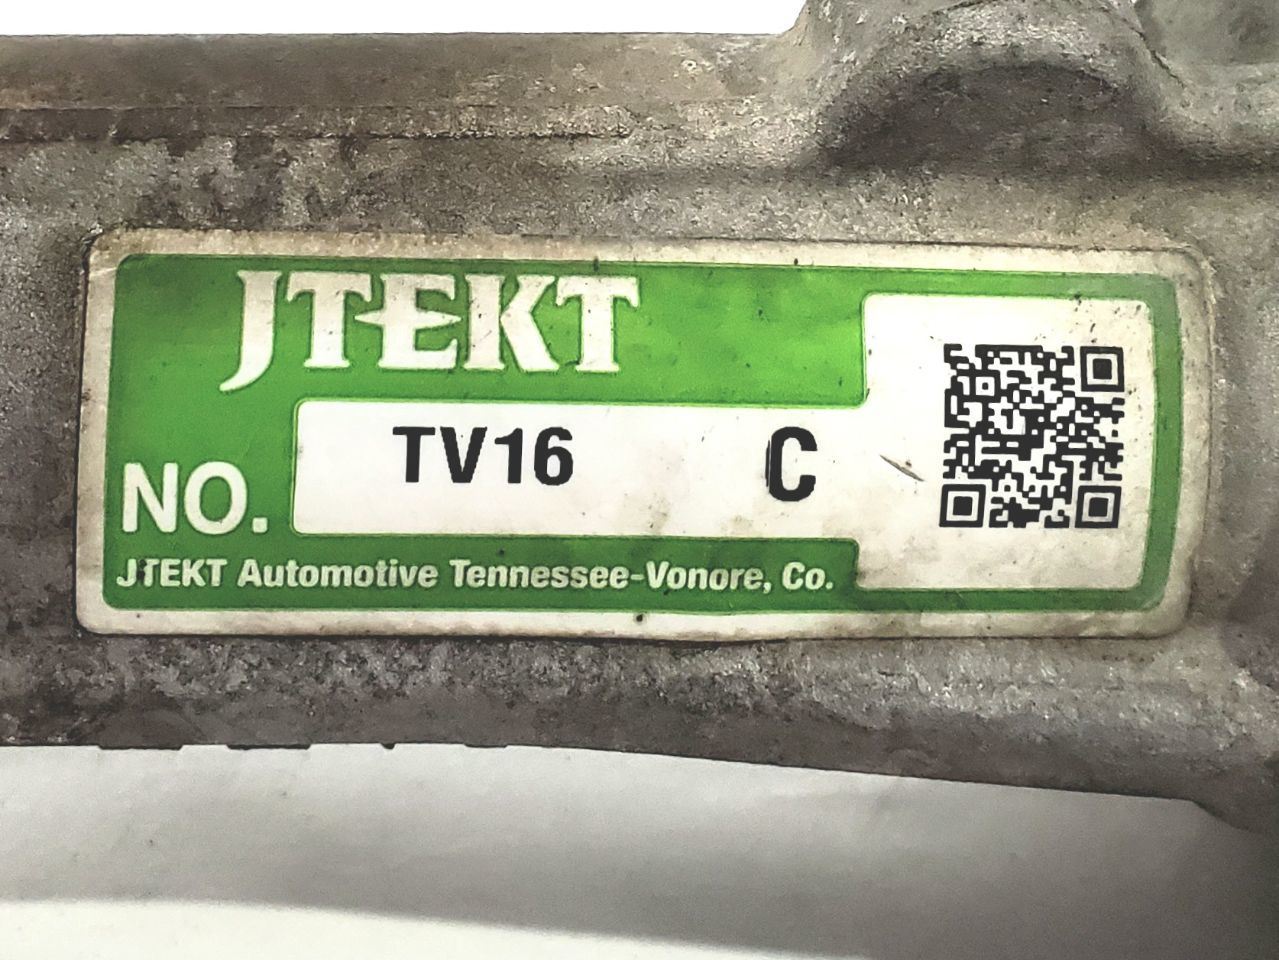 JTEKT
NO. TV16 C
JTEKT Automotive Tennessee-Vonore, Co.